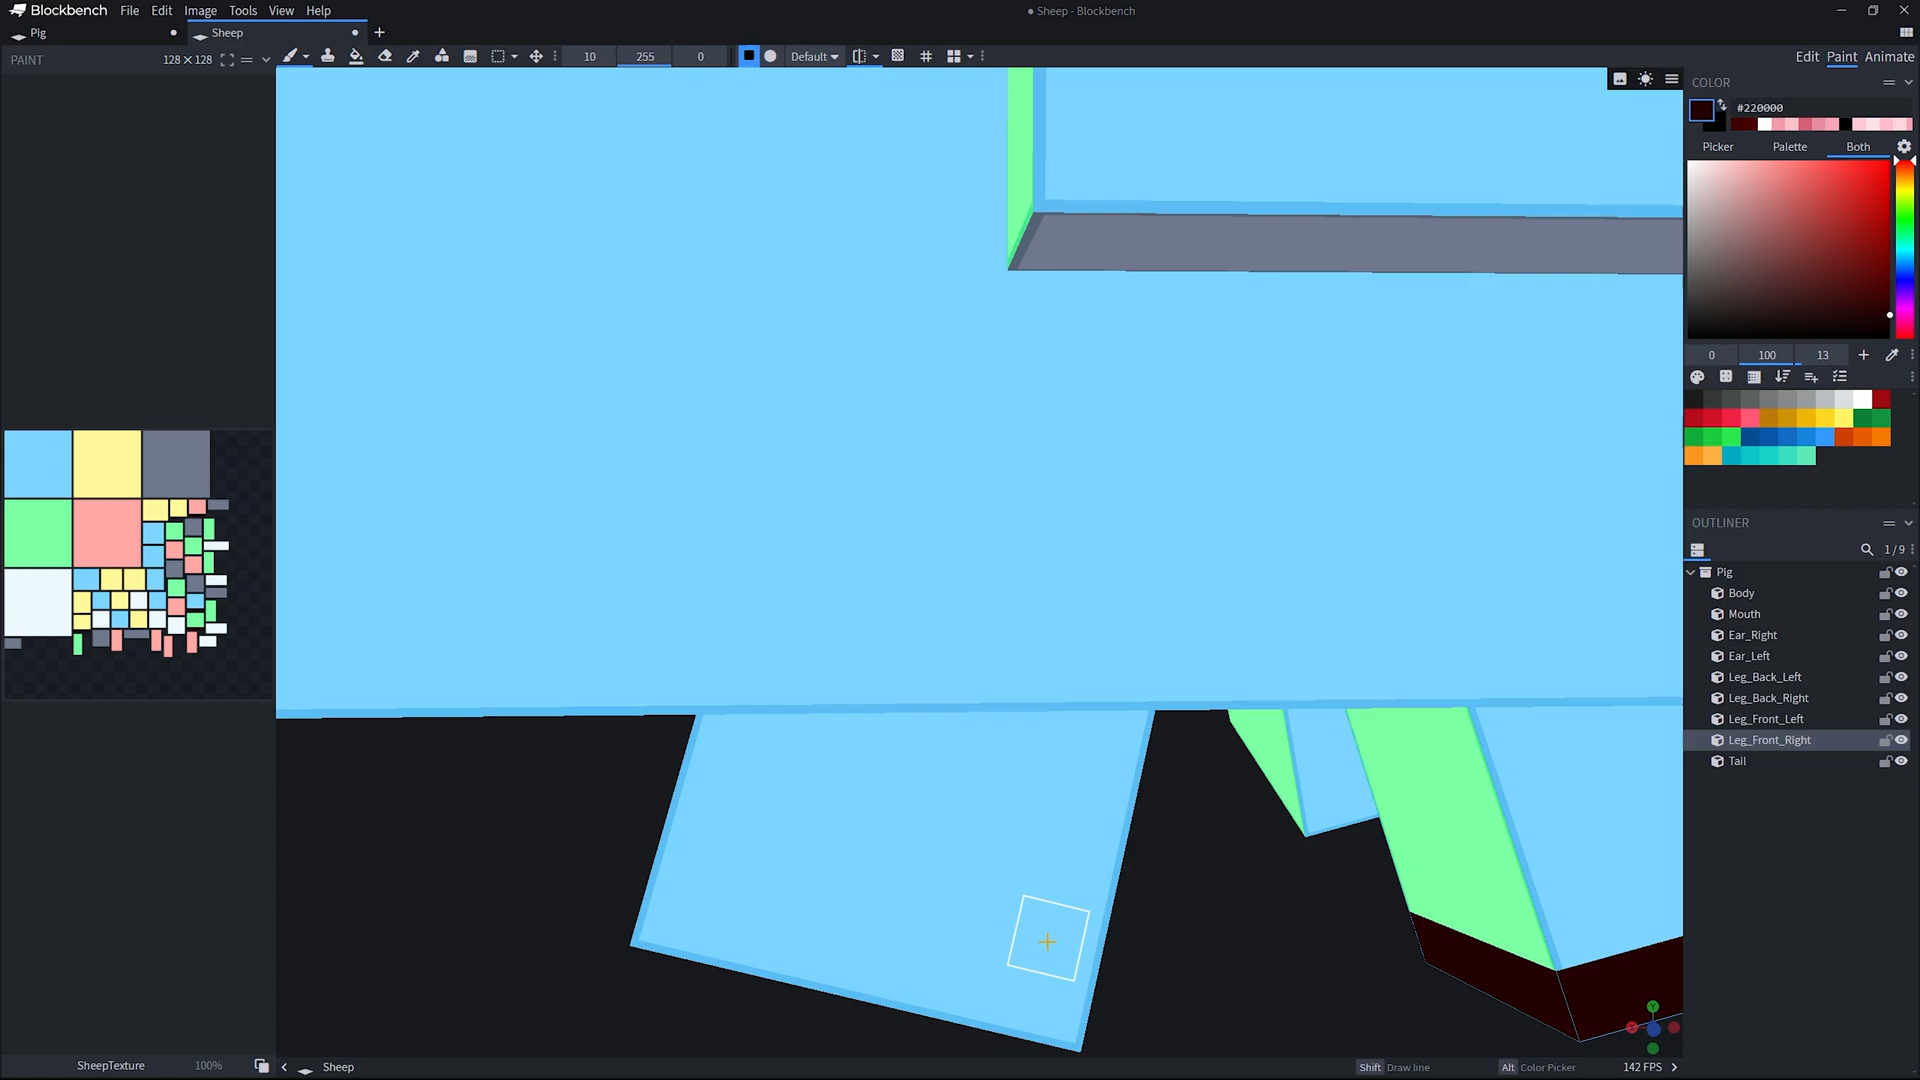 Blockbench File Edit Image Tools View Help
Sheep - Blockbench
Pig
Sheep
PAINT 128 × 128
10 255 0 Default
Edit Paint Animate
COLOR
#220000
Picker Palette Both
0 100 13
OUTLINER
1/9
Pig
Body
Mouth
Ear_Right
Ear_Left
Leg_Back_Left
Leg_Back_Right
Leg_Front_Left
Leg_Front_Right
Tail
Y
SheepTexture 100%
Sheep
Shift Draw line Alt Color Picker 142 FPS